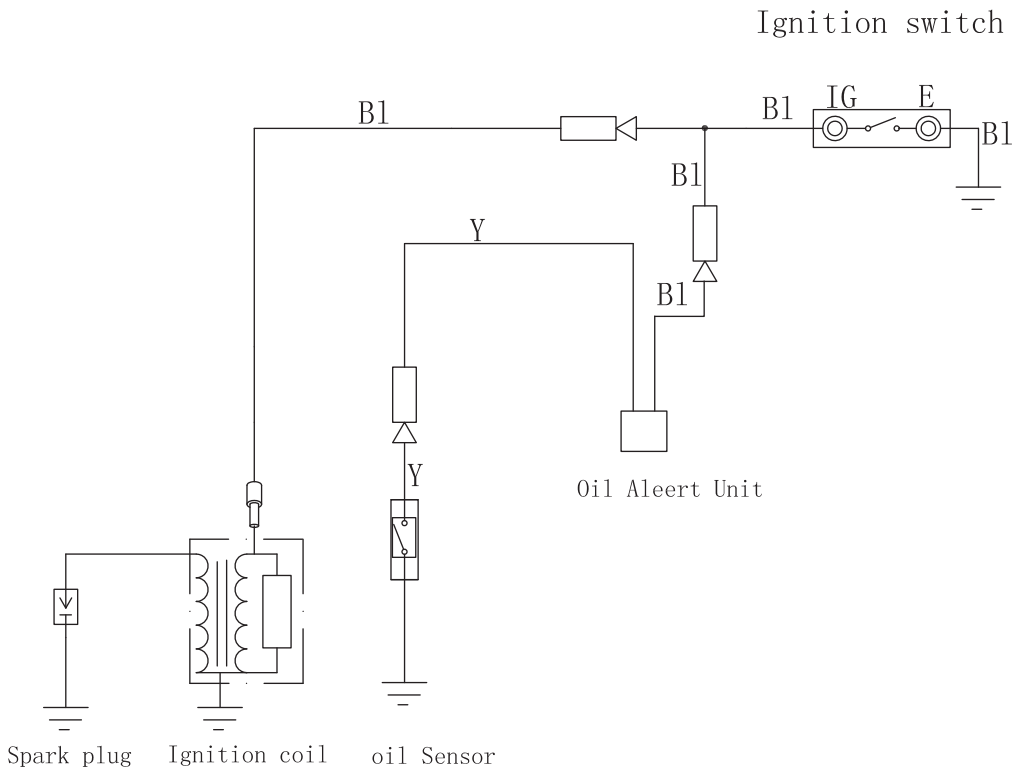 Ignition switch
Bl
Bl
IG
E
Bl
Bl
Y
Bl
Y
Oil Aleert Unit
Spark plug
Ignition coil
oil Sensor